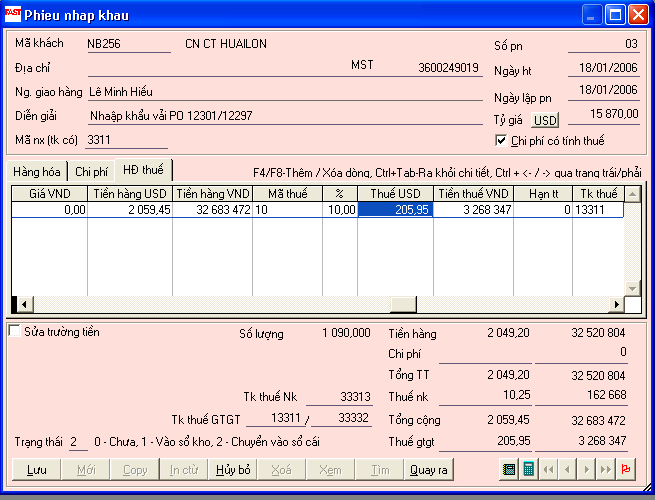 FAST Phieu nhap khau
Mã khách NB256 CN CT HUAILON Số pn 03
Địa chỉ MST 3600249019 Ngày ht 18/01/2006
Ng. giao hàng Lê Minh Hiếu Ngày lập pn 18/01/2006
Diễn giải Nhaập khẩu vải PO 12301/12297 Tỷ giá USD 15 870,00
Mã nx (tk có) 3311 Chi phí có tính thuế
Hàng hóa Chi phí HĐ thuế F4/F8-Thêm / Xóa dòng, Ctrl+Tab-Ra khỏi chi tiết, Ctrl + <- / -> qua trang trái/phải
Giá VND Tiền hàng USD Tiền hàng VND Mã thuế % Thuế USD Tiền thuế VND Hạn tt Tk thuế
0,00 2 059,45 32 683 472 10 10,00 205,95 3 268 347 0 13311
Sửa trường tiền Số lượng 1 090,000 Tiền hàng 2 049,20 32 520 804
Chi phí 0
Tổng TT 2 049,20 32 520 804
Tk thuế Nk 33313 Thuế nk 10,25 162 668
Tk thuế GTGT 13311 / 33332 Tổng cộng 2 059,45 32 683 472
Trạng thái 2 0 - Chưa, 1 - Vào sổ kho, 2 - Chuyển vào sổ cái Thuế gtgt 205,95 3 268 347
Lưu Mới Copy In ctừ Hủy bỏ Xoá Xem Tìm Quay ra